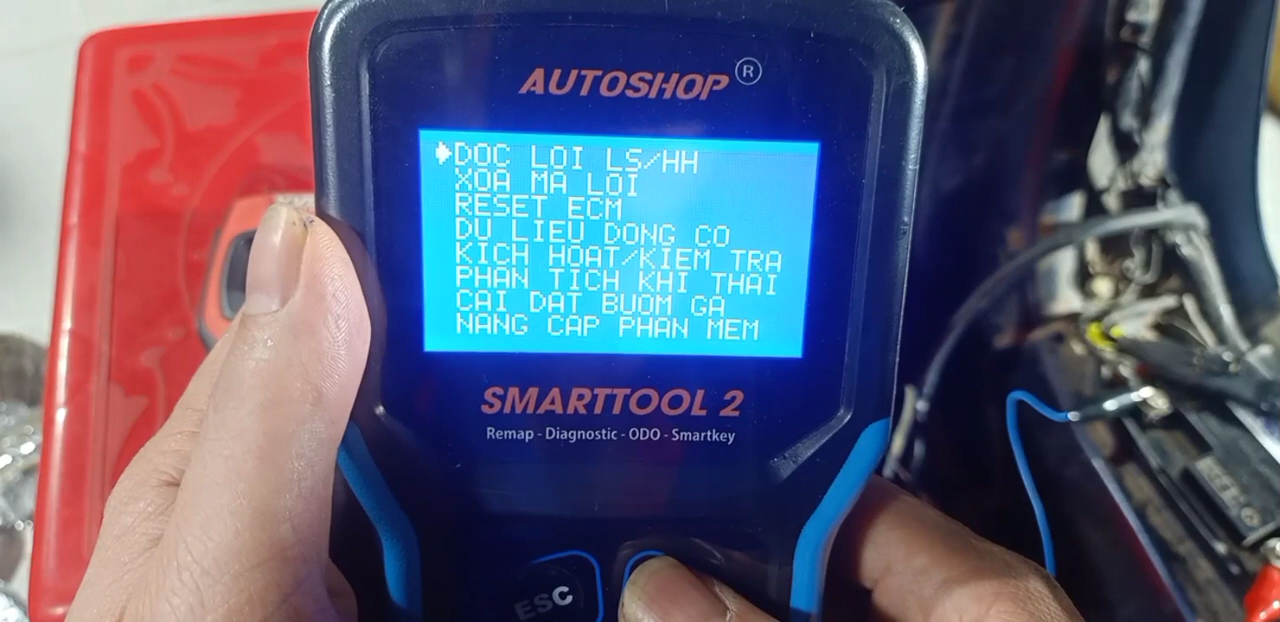 AUTOSHOP ®
DOC LOI LS/HH
XOA MA LOI
RESET ECM
DU LIEU DONG CO
KICH HOAT/KIEM TRA
PHAN TICH KHI THAI
CAI DAT BUOM GA
NANG CAP PHAN MEM
SMARTTOOL 2
Remap - Diagnostic - ODO - Smartkey
ESC